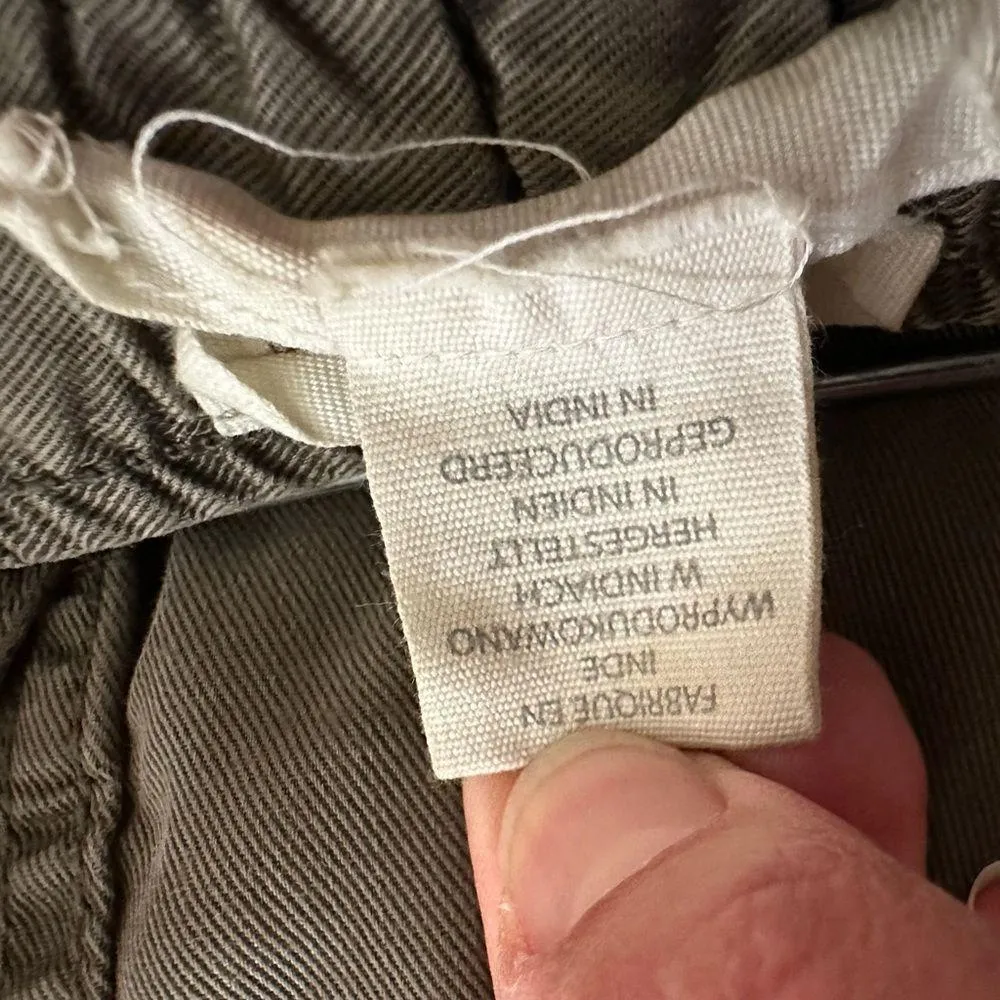 FABRIQUE EN
INDE
WYPRODUKOWANO
W INDIACH
HERGESTELLT
IN INDIEN
GEPRODUCEERD
IN INDIA